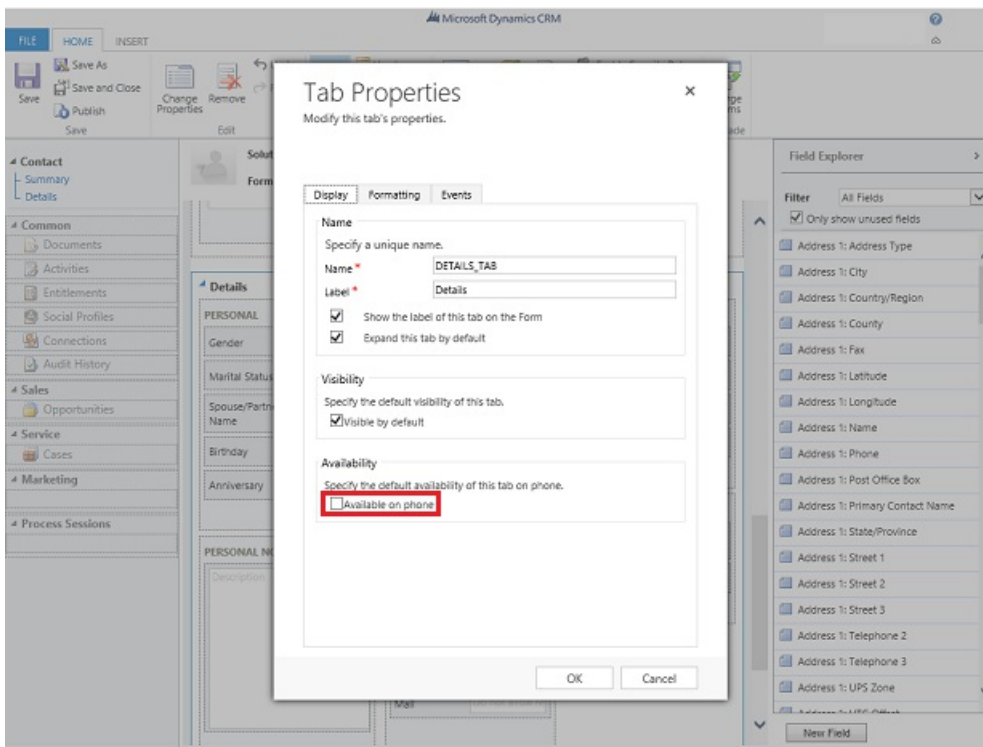 Microsoft Dynamics CRM
FILE
HOME
INSERT
Save
Save As
Save and Close
Publish
Save
Change Properties
Remove
Edit
Contact
Summary
Details
Common
Documents
Activities
Entitlements
Social Profiles
Connections
Audit History
Sales
Opportunities
Service
Cases
Marketing
Process Sessions
Details
PERSONAL
Gender
Marital Status
Spouse/Partn
Name
Birthday
Anniversary
PERSONAL NO
Description
Mail
Tab Properties
Modify this tab's properties.
Display
Formatting
Events
Name
Specify a unique name.
Name *
DETAILS_TAB
Label *
Details
Show the label of this tab on the Form
Expand this tab by default
Visibility
Specify the default visibility of this tab.
Visible by default
Availability
Specify the default availability of this tab on phone.
Available on phone
OK
Cancel
Field Explorer
Filter
All Fields
Only show unused fields
Address 1: Address Type
Address 1: City
Address 1: Country/Region
Address 1: County
Address 1: Fax
Address 1: Latitude
Address 1: Longitude
Address 1: Name
Address 1: Phone
Address 1: Post Office Box
Address 1: Primary Contact Name
Address 1: State/Province
Address 1: Street 1
Address 1: Street 2
Address 1: Street 3
Address 1: Telephone 2
Address 1: Telephone 3
Address 1: UPS Zone
New Field